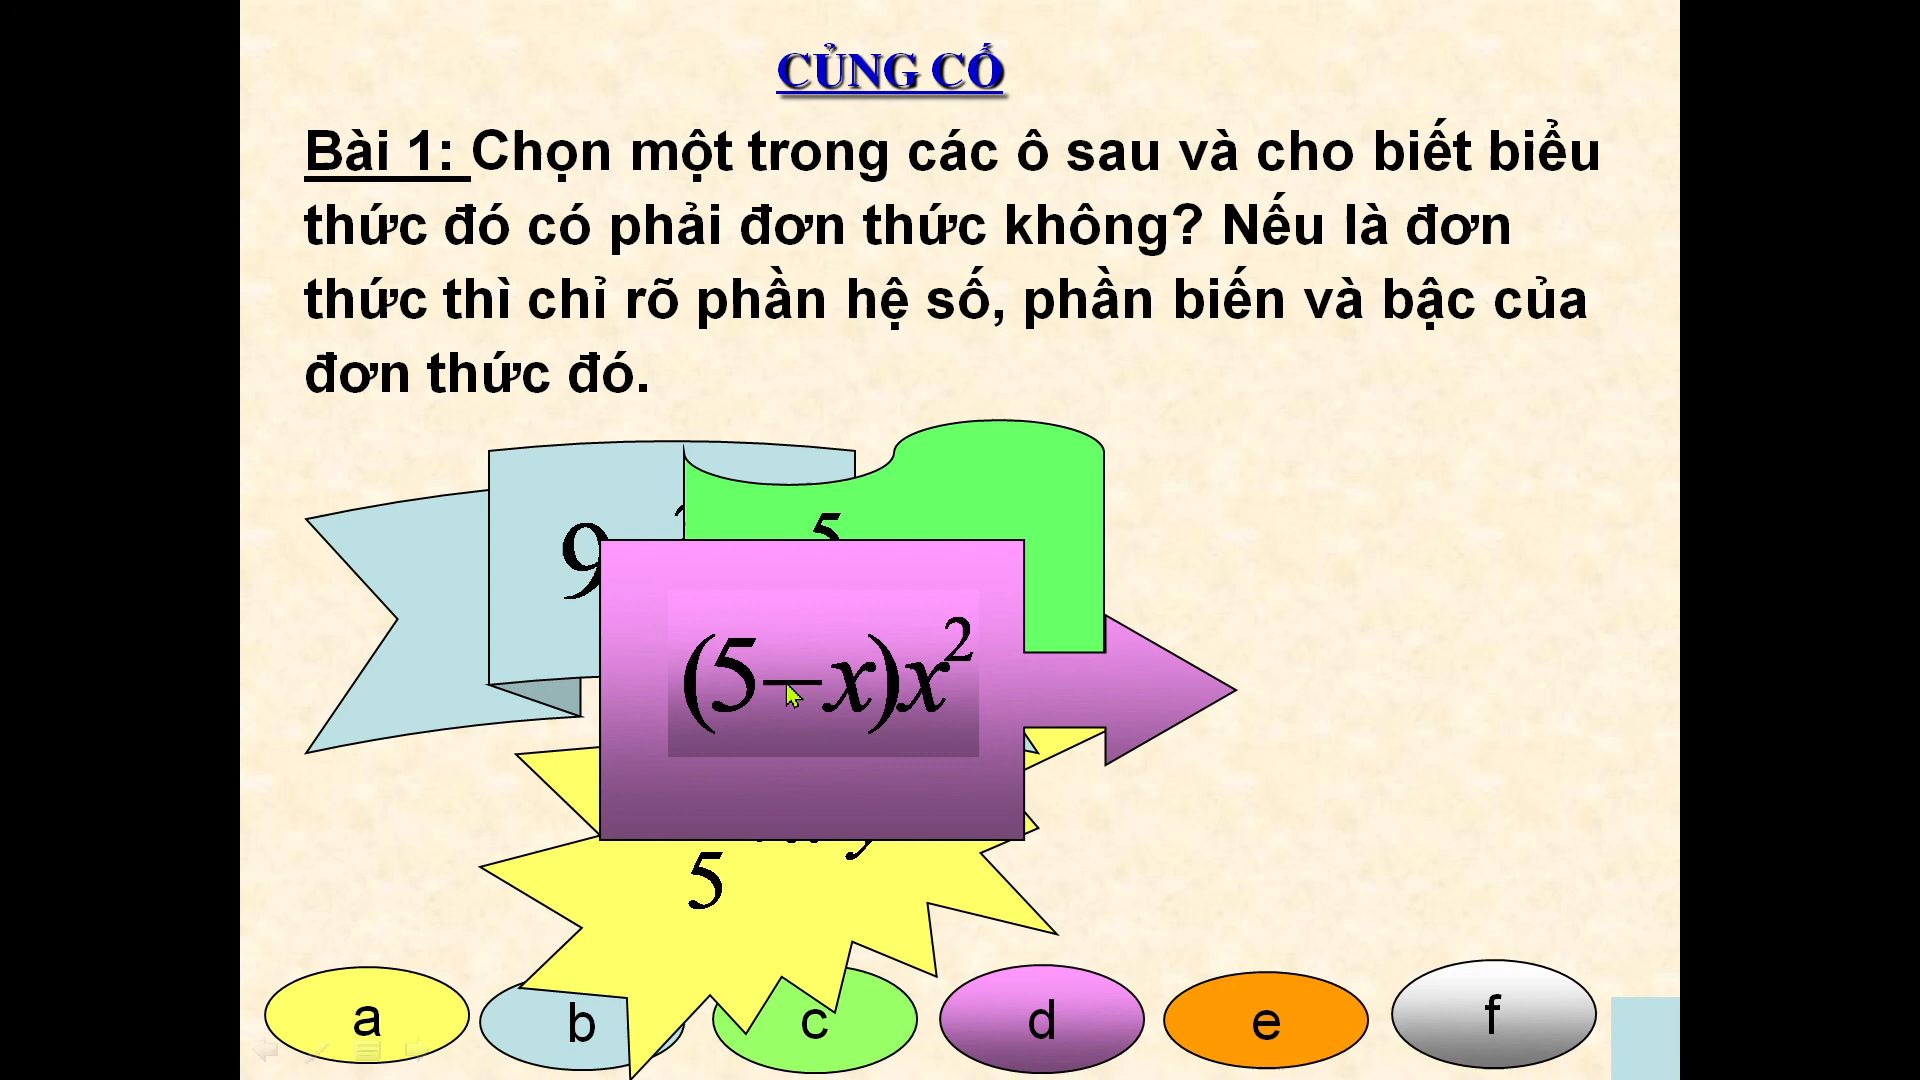 CỦNG CỐ
Bài 1: Chọn một trong các ô sau và cho biết biểu
thức đó có phải đơn thức không? Nếu là đơn
thức thì chỉ rõ phần hệ số, phần biến và bậc của
đơn thức đó.
9
5
(5−x)x²
5
a b c d e f